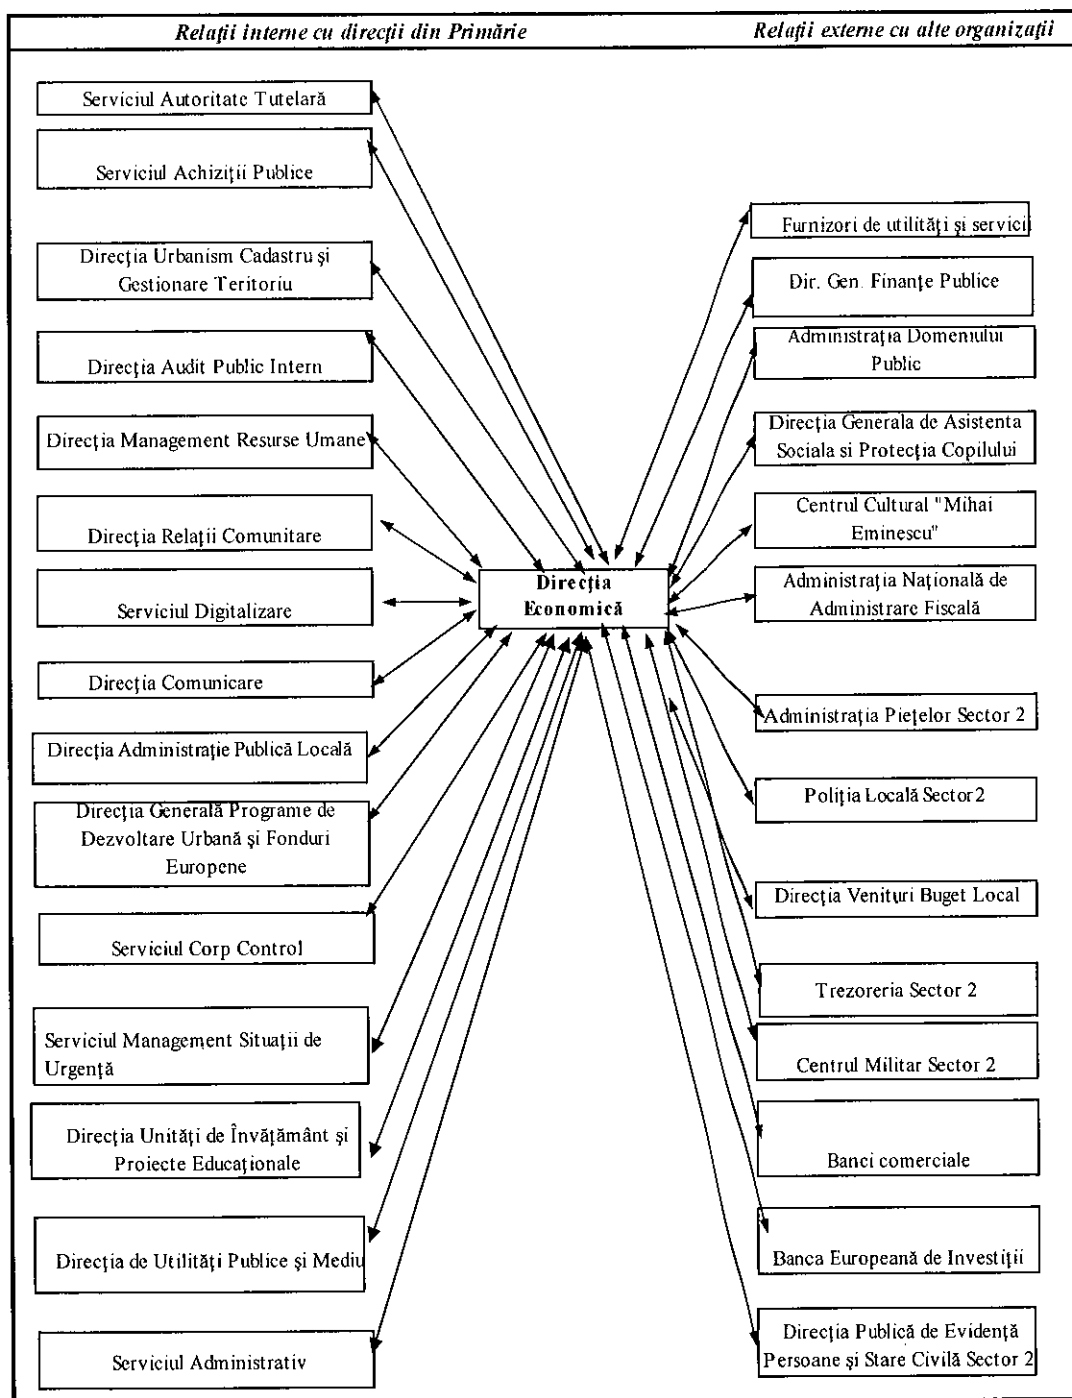 Relații interne cu direcții din Primărie
Relații externe cu alte organizații
Serviciul Autoritate Tutelară
Serviciul Achiziții Publice
Direcția Urbanism Cadastru și
Gestionare Teritoriu
Direcția Audit Public Intern
Direcția Management Resurse Umane
Direcția Relații Comunitare
Serviciul Digitalizare
Direcția Comunicare
Direcția Administrație Publică Locală
Direcția Generală Programe de
Dezvoltare Urbană și Fonduri
Europene
Serviciul Corp Control
Serviciul Management Situații de
Urgență
Direcția Unități de Învățământ și
Proiecte Educaționale
Direcția de Utilități Publice și Mediu
Serviciul Administrativ
Direcția
Economică
Furnizori de utilități și servicii
Dir. Gen. Finanțe Publice
Administrația Domeniului
Public
Direcția Generala de Asistenta
Sociala si Protecția Copilului
Centrul Cultural "Mihai
Eminescu"
Administrația Națională de
Administrare Fiscală
Administrația Piețelor Sector 2
Poliția Locală Sector 2
Direcția Venituri Buget Local
Trezoreria Sector 2
Centrul Militar Sector 2
Banci comerciale
Banca Europeană de Investiții
Direcția Publică de Evidență
Persoane și Stare Civilă Sector 2